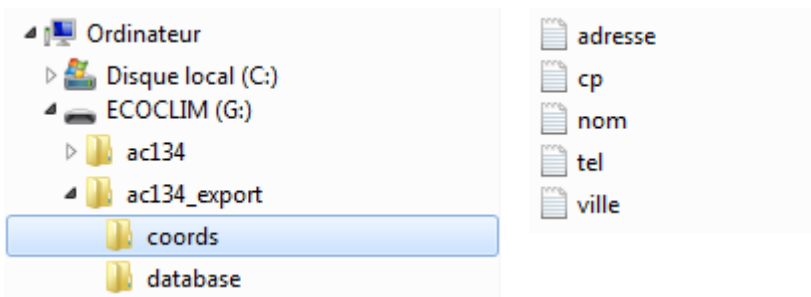 Ordinateur
Disque local (C:)
ECOCLIM (G:)
ac134
ac134_export
coords
database
adresse
cp
nom
tel
ville